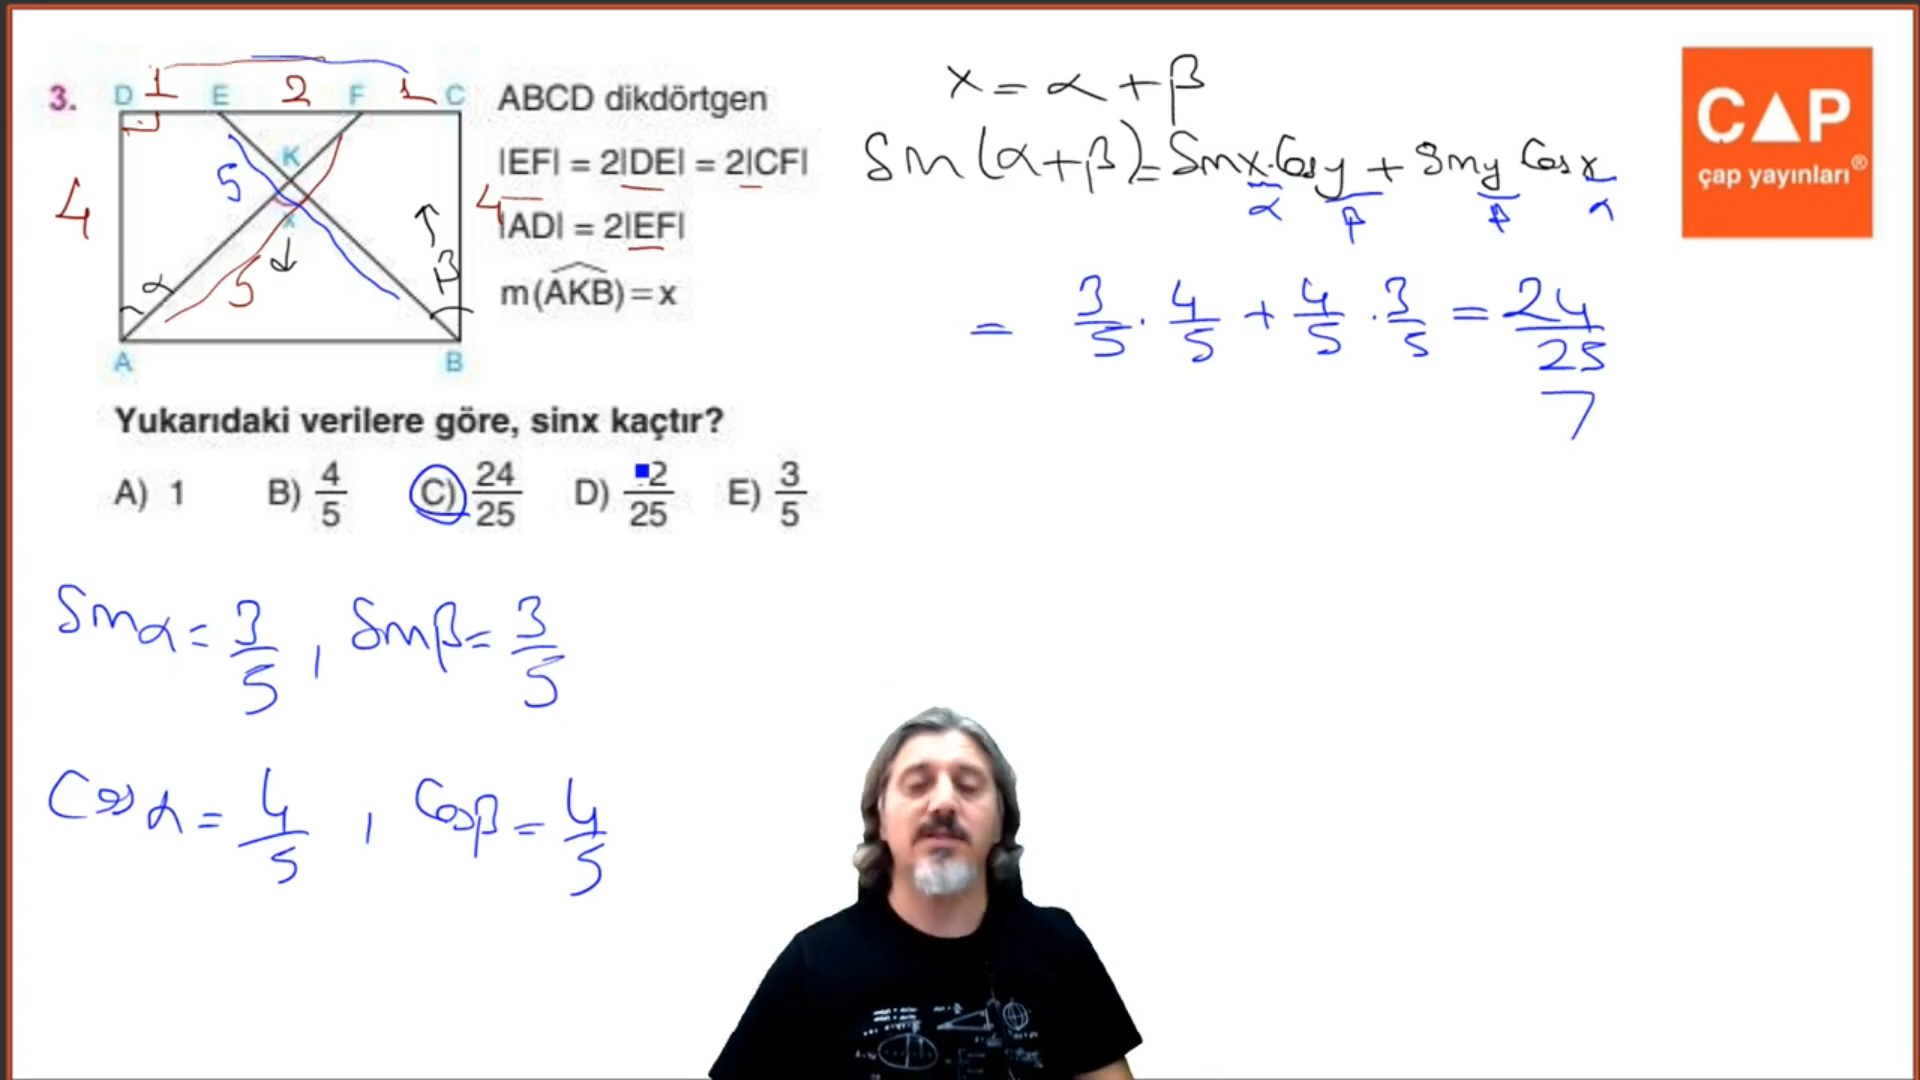 3.
D 1 E 2 F 1 C
ABCD dikdörtgen
|EF| = 2|DE| = 2|CF|
|AD| = 2|EF|
m(AKB) = x
K
x
4
4
5
5
α
β
A B
Yukarıdaki verilere göre, sinx kaçtır?
A) 1 B) 4/5 C) 24/25 D) 2/25 E) 3/5
Sinα = 3/5 , Sinβ = 3/5
Cosα = 4/5 , Cosβ = 4/5
x = α + β
Sin(α+β) = Sinx.Cosy + Siny Cosx
α β β α
= 3/5 . 4/5 + 4/5 . 3/5 = 24/25
7
ÇAP
çap yayınları®